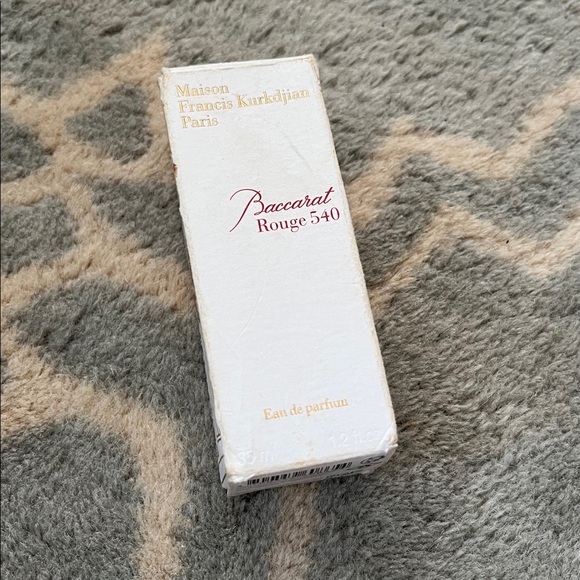 Maison
Francis Kurkdjian
Paris
Baccarat
Rouge 540
Eau de parfum